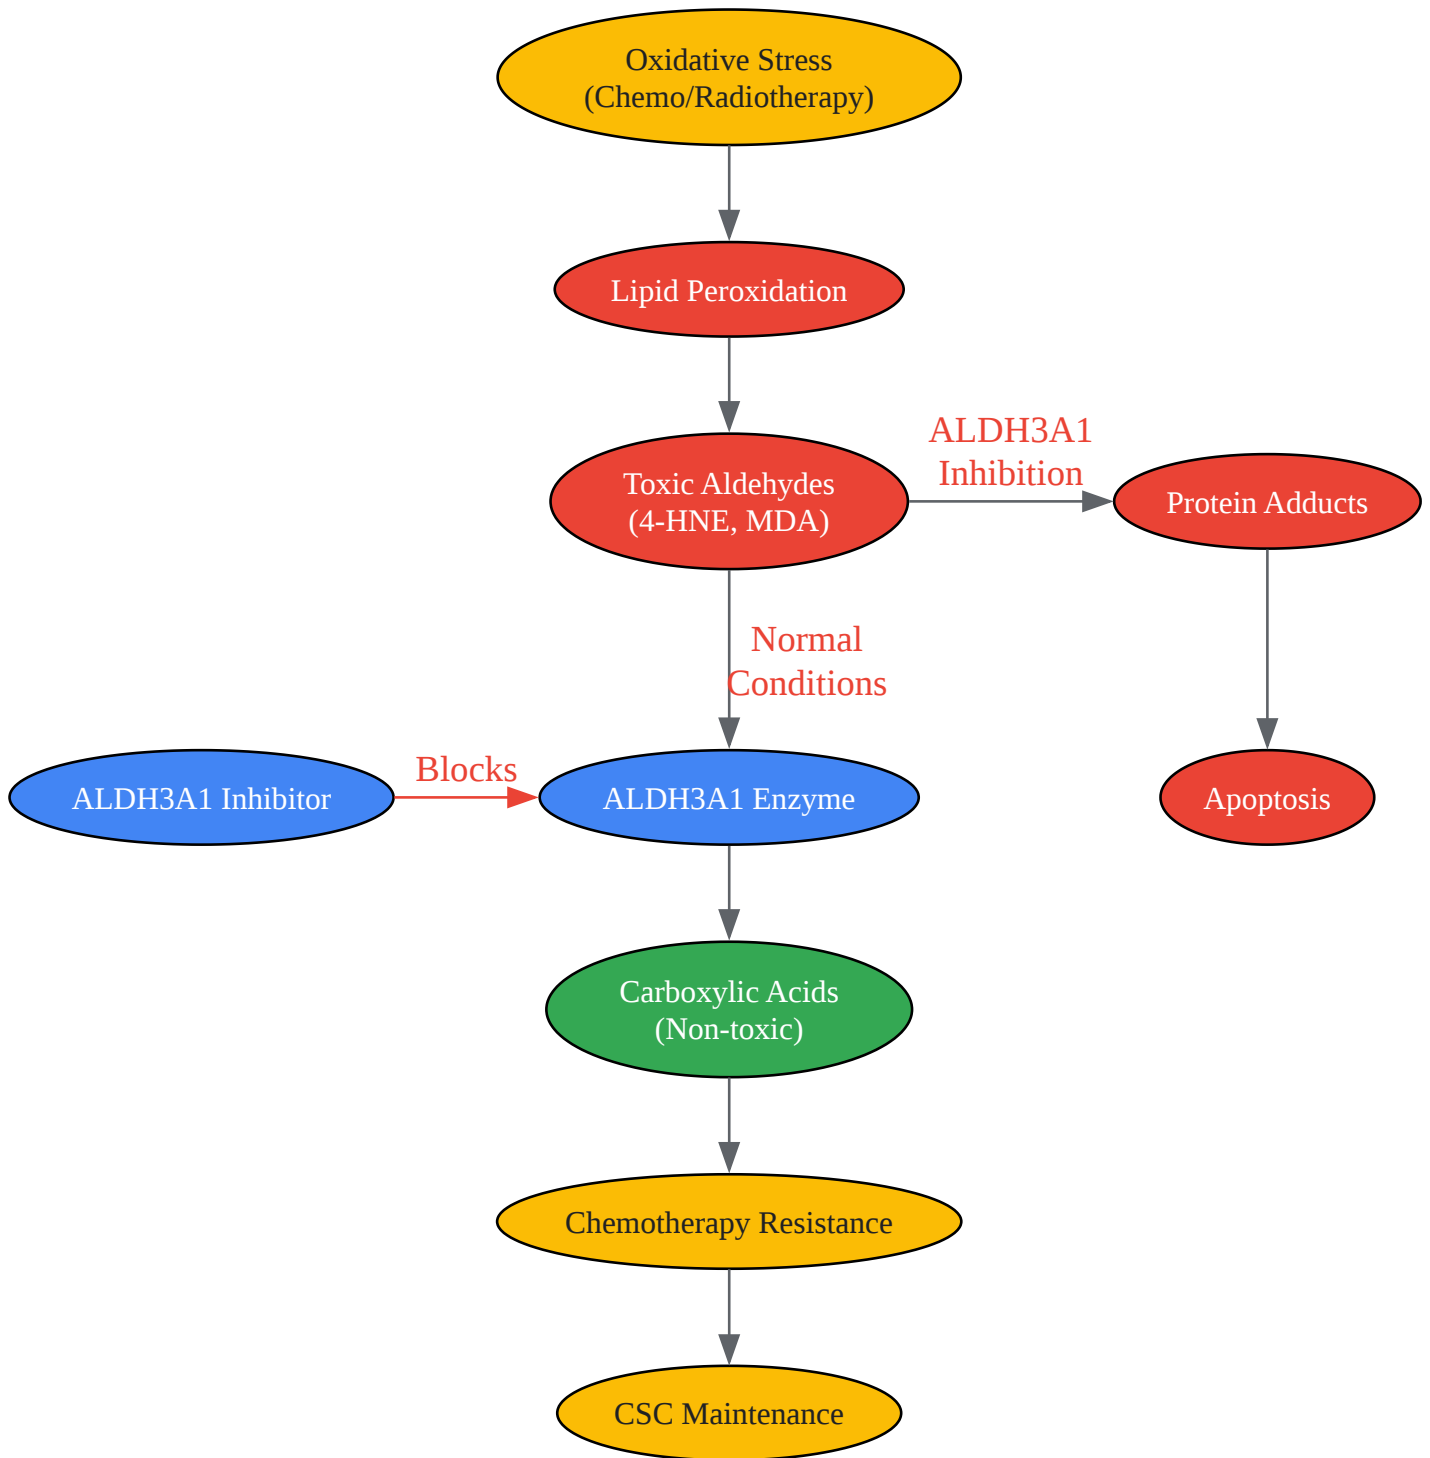 Oxidative Stress
(Chemo/Radiotherapy)
Lipid Peroxidation
ALDH3A1
Inhibition
Toxic Aldehydes
(4-HNE, MDA)
Protein Adducts
Normal
Conditions
Blocks
ALDH3A1 Inhibitor
ALDH3A1 Enzyme
Apoptosis
Carboxylic Acids
(Non-toxic)
Chemotherapy Resistance
CSC Maintenance